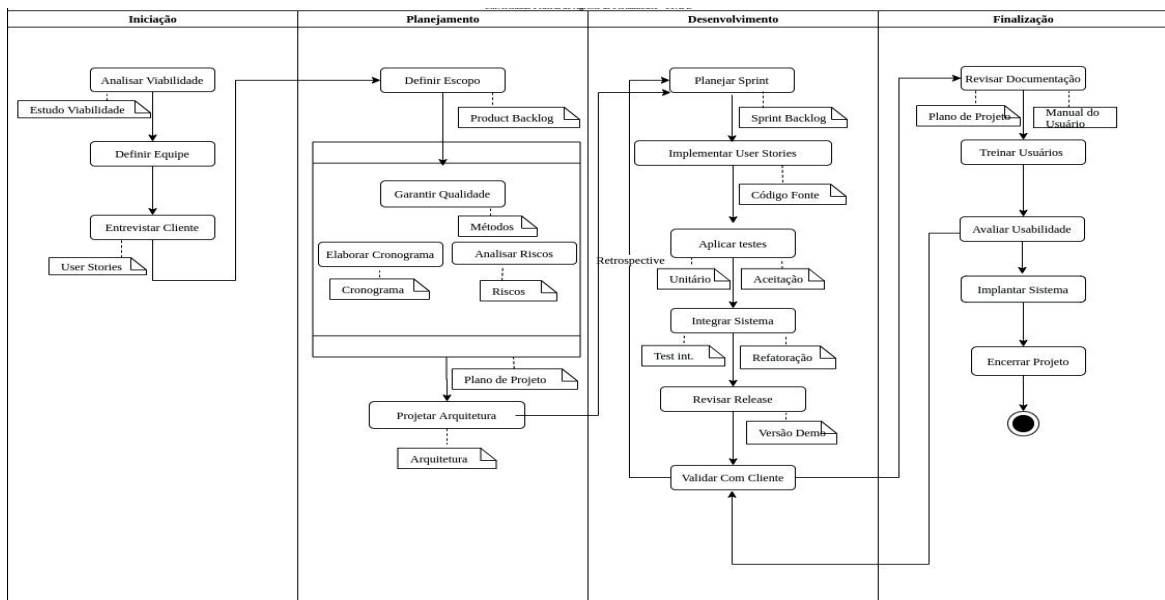 Iniciação
Planejamento
Desenvolvimento
Finalização
Analisar Viabilidade
Estudo Viabilidade
Definir Equipe
Entrevistar Cliente
User Stories
Definir Escopo
Product Backlog
Garantir Qualidade
Métodos
Elaborar Cronograma
Analisar Riscos
Cronograma
Riscos
Plano de Projeto
Projetar Arquitetura
Arquitetura
Planejar Sprint
Sprint Backlog
Implementar User Stories
Código Fonte
Aplicar testes
Retrospective
Unitário
Aceitação
Integrar Sistema
Test int.
Refatoração
Revisar Release
Versão Demo
Validar Com Cliente
Revisar Documentação
Plano de Projeto
Manual do
Usuário
Treinar Usuários
Avaliar Usabilidade
Implantar Sistema
Encerrar Projeto